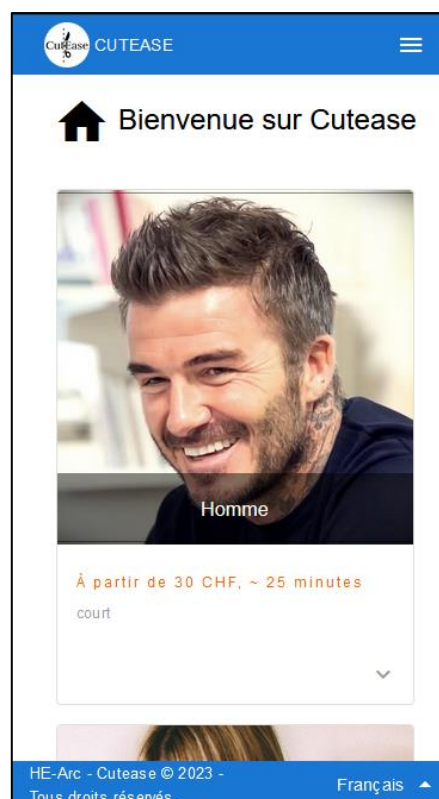 CutEase CUTEASE
Bienvenue sur Cutease
Homme
À partir de 30 CHF, ~ 25 minutes
court
HE-Arc - Cutease © 2023 -
Tous droits réservés
Français